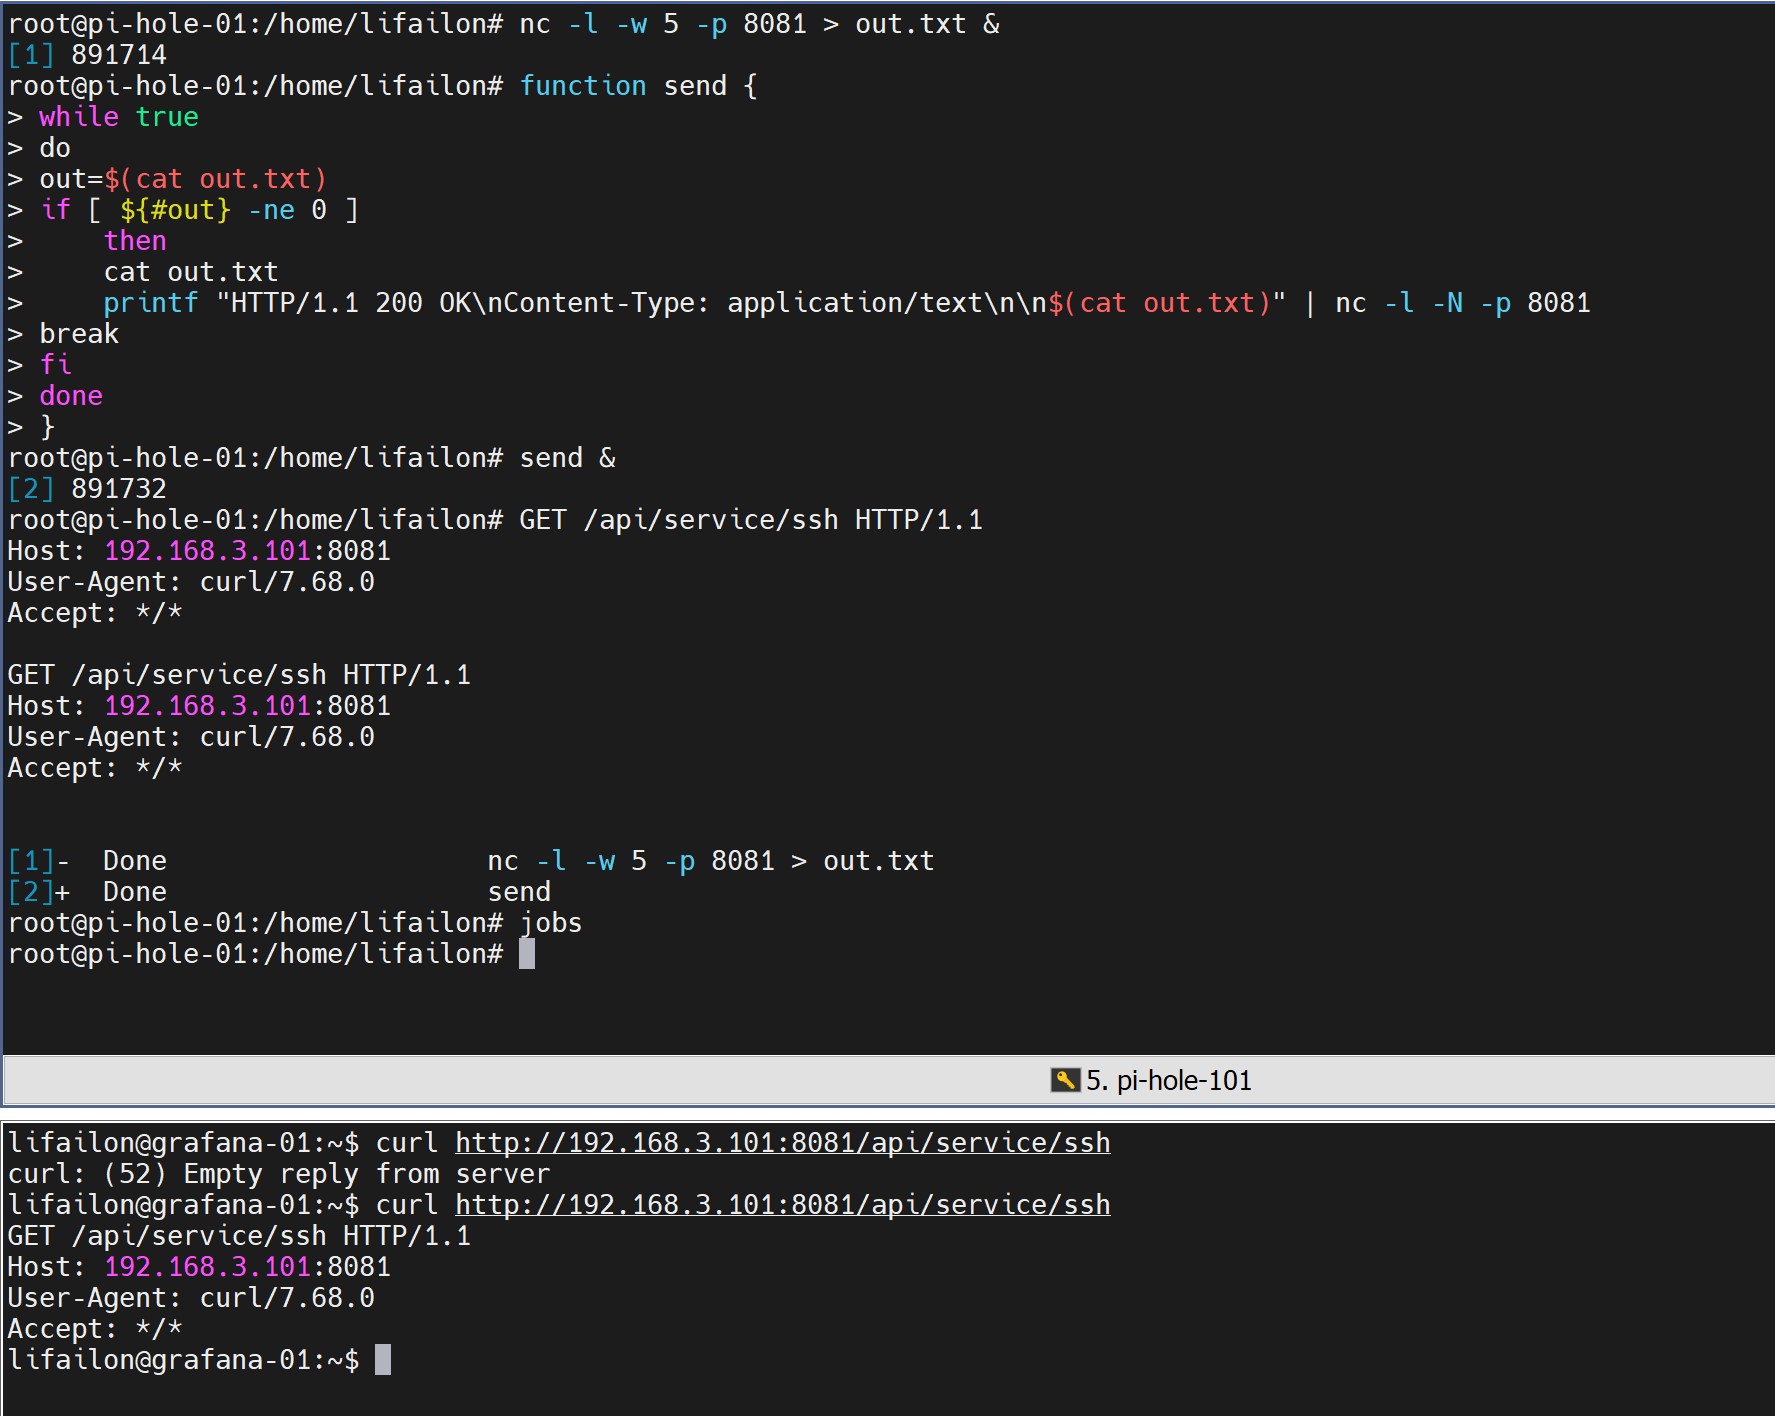 root@pi-hole-01:/home/lifailon# nc -l -w 5 -p 8081 > out.txt &
[1] 891714
root@pi-hole-01:/home/lifailon# function send {
> while true
> do
> out=$(cat out.txt)
> if [ ${#out} -ne 0 ]
>     then
>     cat out.txt
>     printf "HTTP/1.1 200 OK\nContent-Type: application/text\n\n$(cat out.txt)" | nc -l -N -p 8081
> break
> fi
> done
> }
root@pi-hole-01:/home/lifailon# send &
[2] 891732
root@pi-hole-01:/home/lifailon# GET /api/service/ssh HTTP/1.1
Host: 192.168.3.101:8081
User-Agent: curl/7.68.0
Accept: */*

GET /api/service/ssh HTTP/1.1
Host: 192.168.3.101:8081
User-Agent: curl/7.68.0
Accept: */*

[1]-  Done                    nc -l -w 5 -p 8081 > out.txt
[2]+  Done                    send
root@pi-hole-01:/home/lifailon# jobs
root@pi-hole-01:/home/lifailon#
5. pi-hole-101
lifailon@grafana-01:~$ curl http://192.168.3.101:8081/api/service/ssh
curl: (52) Empty reply from server
lifailon@grafana-01:~$ curl http://192.168.3.101:8081/api/service/ssh
GET /api/service/ssh HTTP/1.1
Host: 192.168.3.101:8081
User-Agent: curl/7.68.0
Accept: */*
lifailon@grafana-01:~$